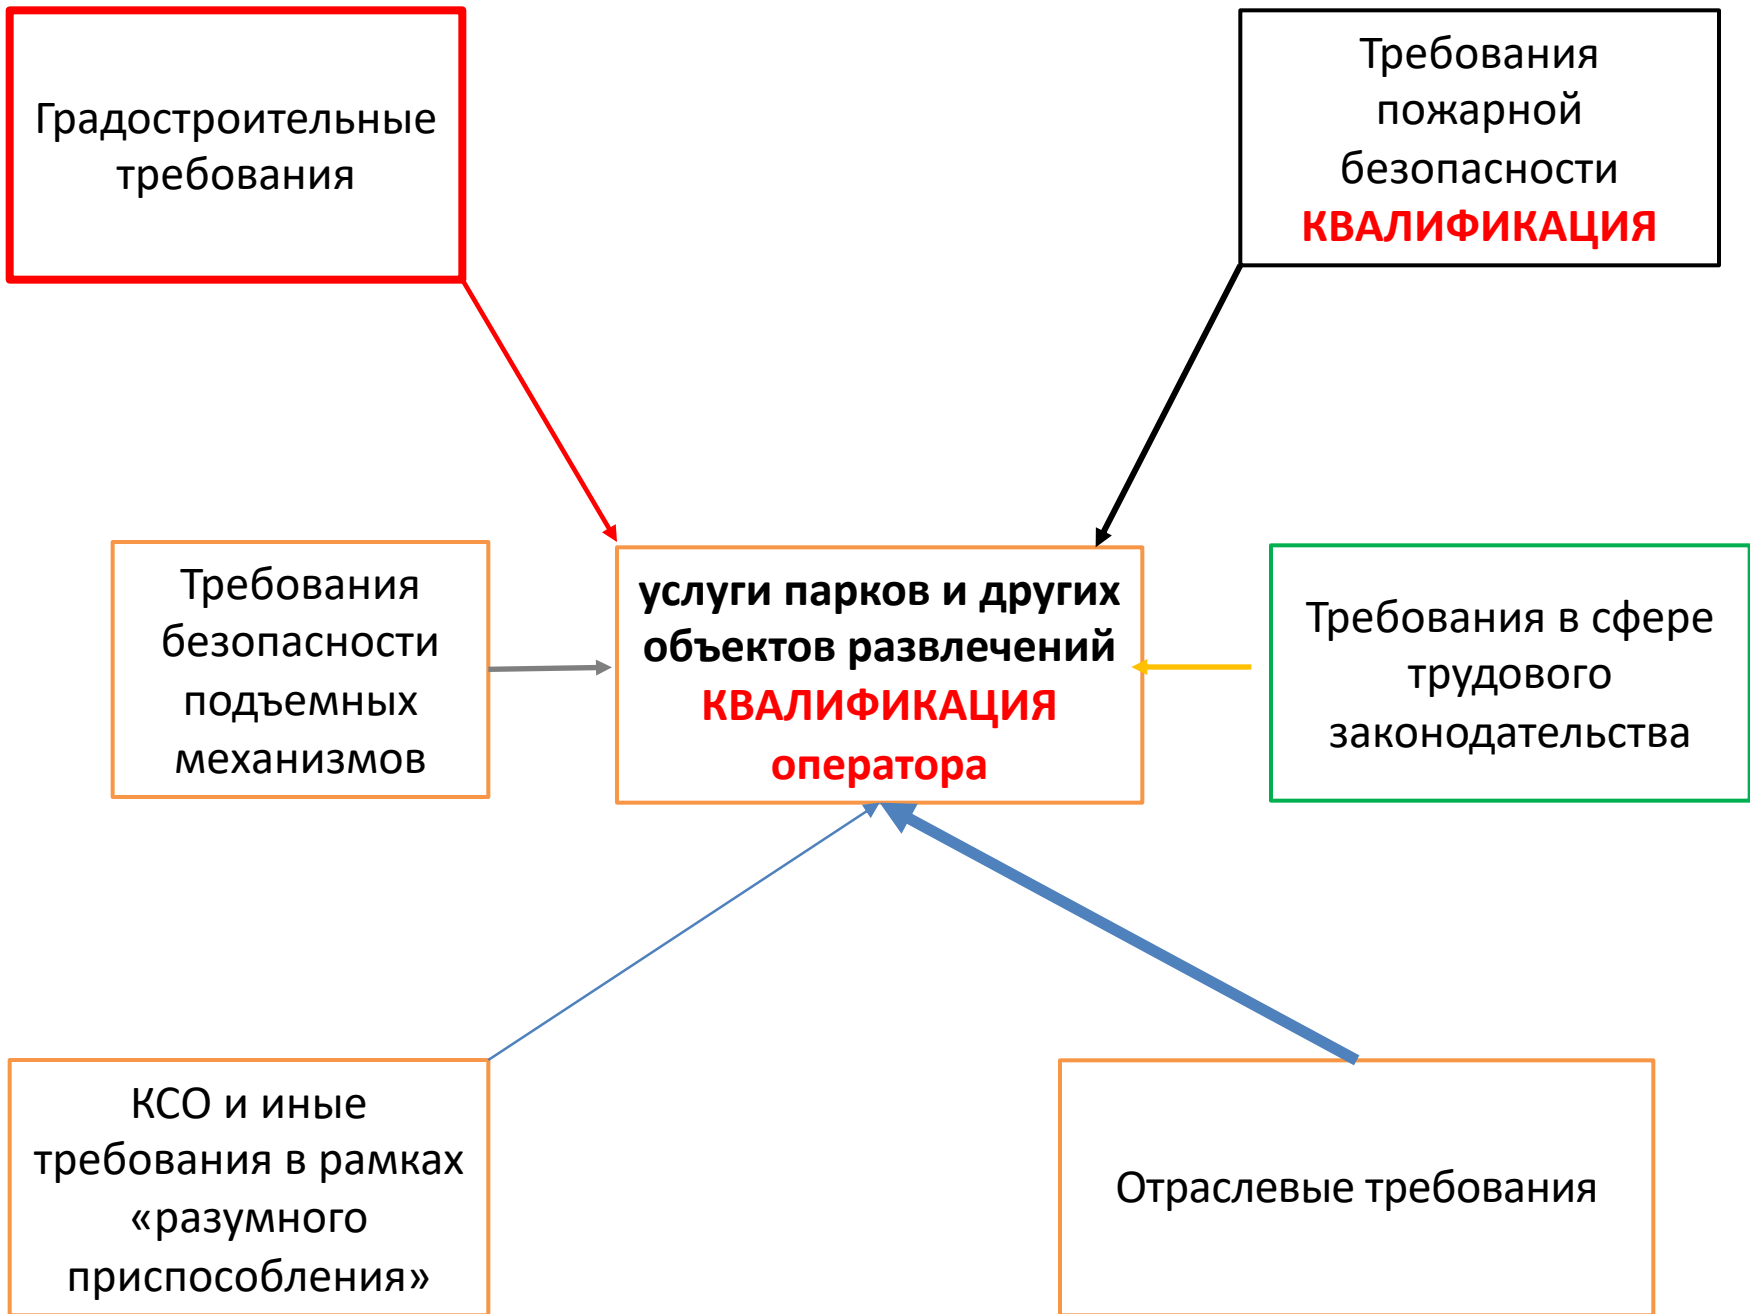 Градостроительные
требования
Требования
пожарной
безопасности
КВАЛИФИКАЦИЯ
Требования
безопасности
подъемных
механизмов
услуги парков и других
объектов развлечений
КВАЛИФИКАЦИЯ
оператора
Требования в сфере
трудового
законодательства
КСО и иные
требования в рамках
«разумного
приспособления»
Отраслевые требования